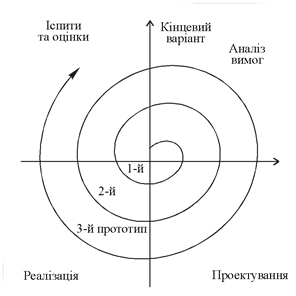 Іспити
та оцінки
Кінцевий
варіант
Аналіз
вимог
1-й
2-й
3-й прототип
Реалізація
Проектування